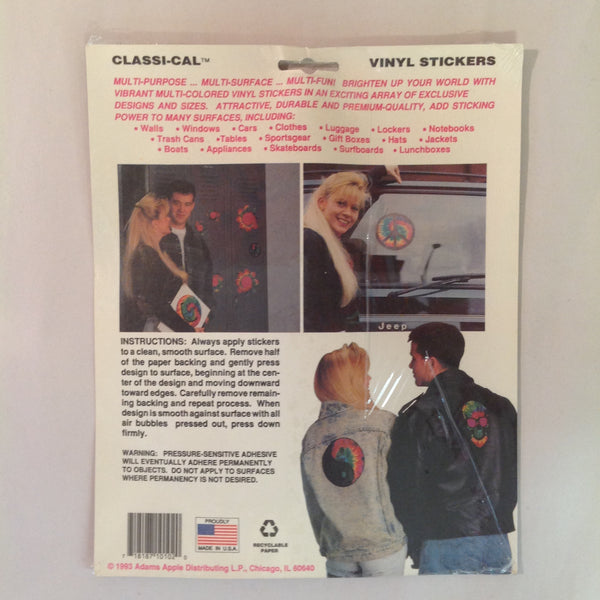 CLASSI-CAL™ VINYL STICKERS
MULTI-PURPOSE ... MULTI-SURFACE ... MULTI-FUN! BRIGHTEN UP YOUR WORLD WITH
VIBRANT MULTI-COLORED VINYL STICKERS IN AN EXCITING ARRAY OF EXCLUSIVE
DESIGNS AND SIZES. ATTRACTIVE, DURABLE AND PREMIUM-QUALITY, ADD STICKING
POWER TO MANY SURFACES, INCLUDING:
• Walls • Windows • Cars • Clothes • Luggage • Lockers • Notebooks
• Trash Cans • Tables • Sportsgear • Gift Boxes • Hats • Jackets
• Boats • Appliances • Skateboards • Surfboards • Lunchboxes
Jeep
INSTRUCTIONS: Always apply stickers
to a clean, smooth surface. Remove half
of the paper backing and gently press
design to surface, beginning at the cen-
ter of the design and moving downward
toward edges. Carefully remove remain-
ing backing and repeat process. When
design is smooth against surface with all
air bubbles pressed out, press down
firmly.
WARNING: PRESSURE-SENSITIVE ADHESIVE
WILL EVENTUALLY ADHERE PERMANENTLY
TO OBJECTS. DO NOT APPLY TO SURFACES
WHERE PERMANENCY IS NOT DESIRED.
PROUDLY
MADE IN U.S.A.
RECYCLABLE
PAPER
© 1993 Adams Apple Distributing L.P., Chicago, IL 60640